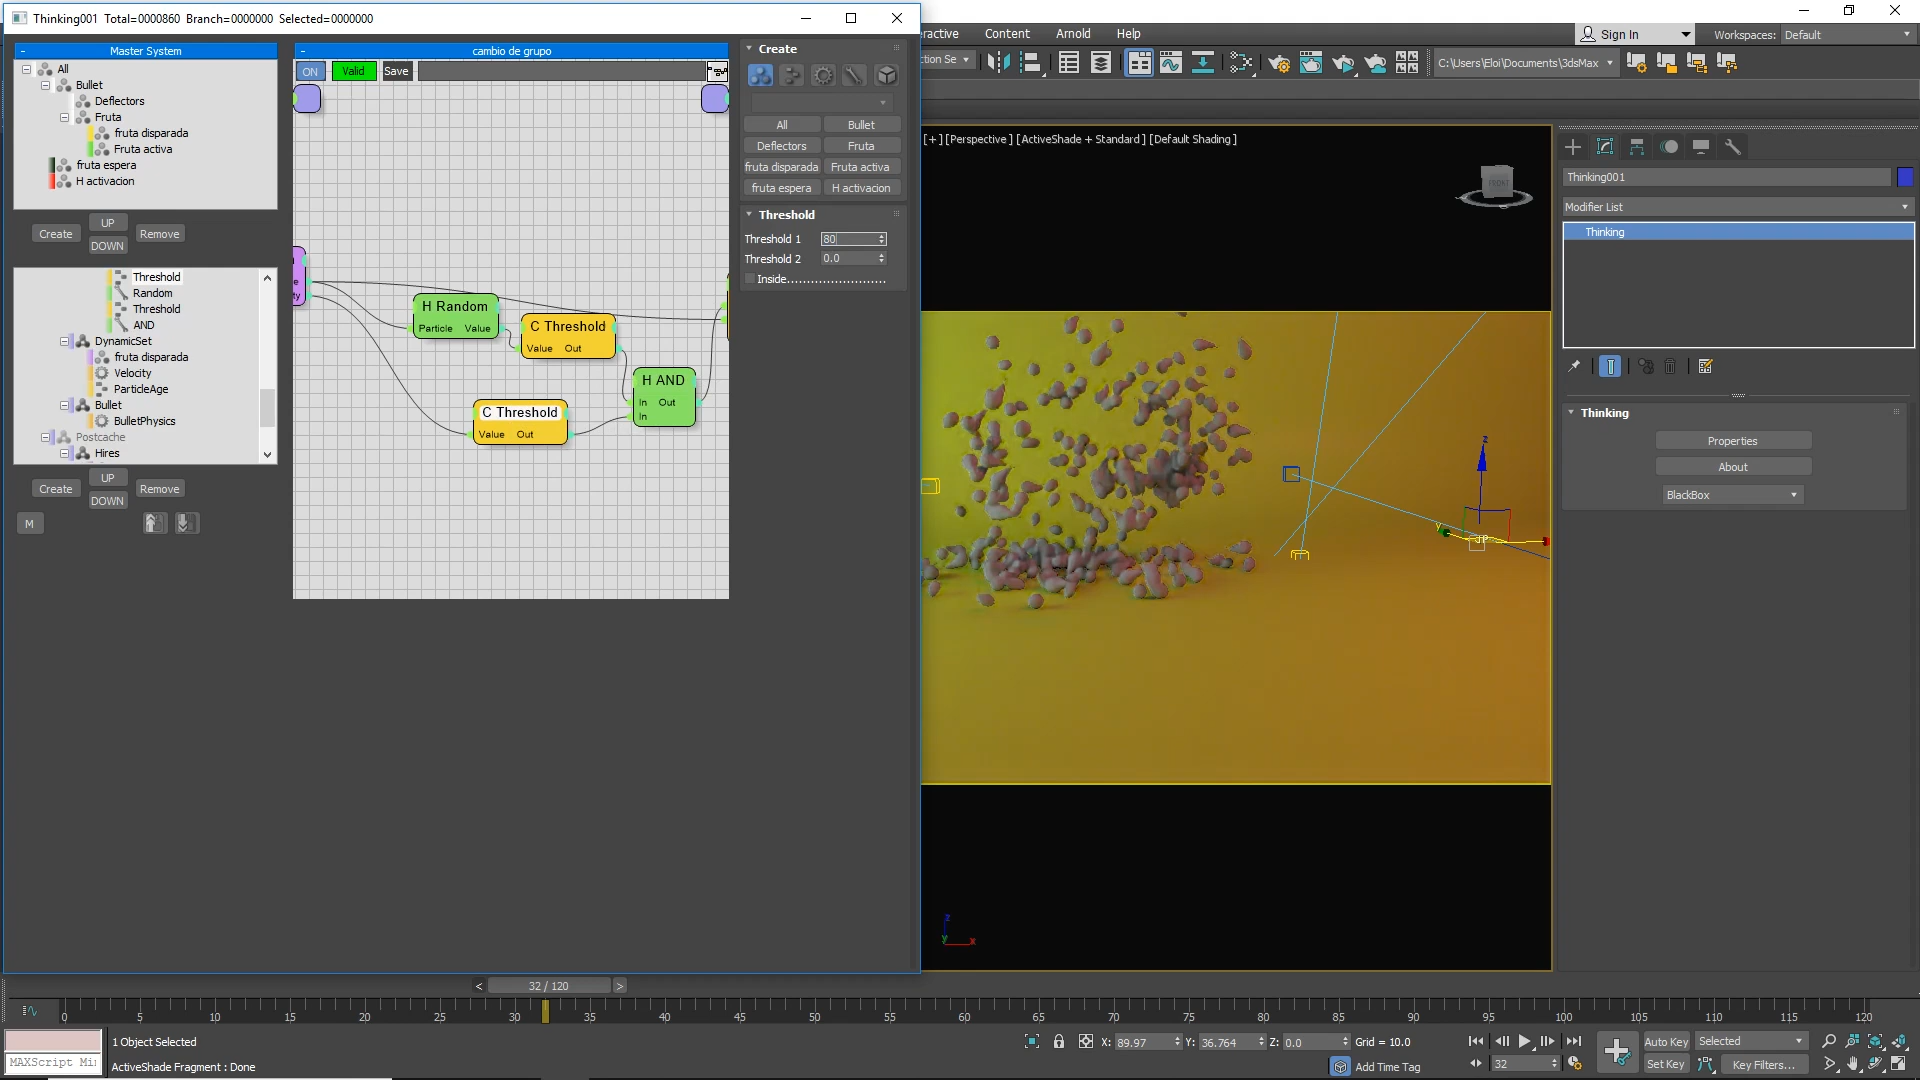 Thinking001  Total=0000860  Branch=0000000  Selected=0000000
Content
Arnold
Help
Sign In
Workspaces: Default
C:\Users\Eloi\Documents\3dsMax
Master System
All
Bullet
Deflectors
Fruta
fruta disparada
Fruta activa
fruta espera
H activacion
Create
UP
DOWN
Remove
Threshold
Random
Threshold
AND
DynamicSet
fruta disparada
Velocity
ParticleAge
Bullet
BulletPhysics
Postcache
Hires
Create
UP
DOWN
Remove
M
cambio de grupo
ON
Valid
Save
H Random
Particle Value
C Threshold
Value Out
H AND
In Out
In
C Threshold
Value Out
Create
All
Bullet
Deflectors
Fruta
fruta disparada
Fruta activa
fruta espera
H activacion
Threshold
Threshold 1 80
Threshold 2 0.0
Inside........................
[+] [Perspective ] [ActiveShade + Standard ] [Default Shading ]
FRONT
z
y
z
y
x
Thinking001
Modifier List
Thinking
Thinking
Properties
About
BlackBox
< 32 / 120 >
0 5 10 15 20 25 30 35 40 45 50 55 60 65 70 75 80 85 90 95 100 105 110 115 120
1 Object Selected
X: 89.97 Y: 36.764 Z: 0.0 Grid = 10.0
Auto Key Selected
MAXScript Mi
ActiveShade Fragment : Done
Add Time Tag
32
Set Key
Key Filters...